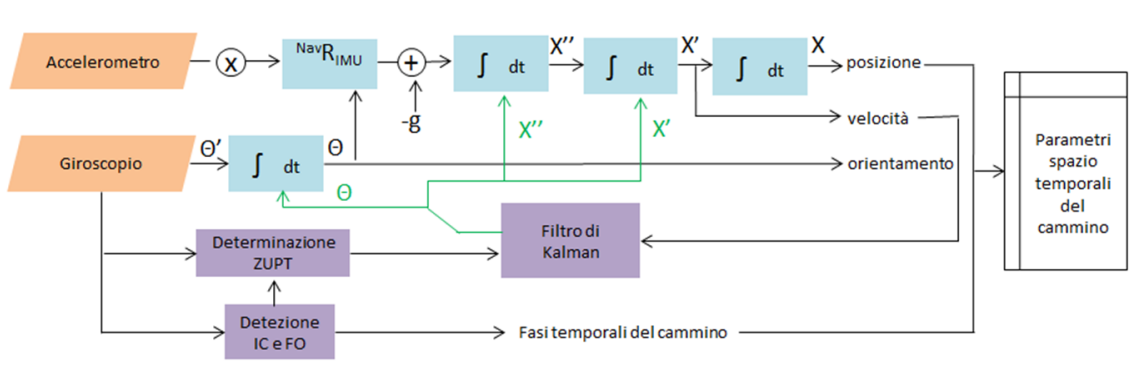 Accelerometro
x
NavRIMU
+
-g
∫ dt
X’’
∫ dt
X’
∫ dt
X
posizione
velocità
X’’
X’
Giroscopio
Θ’
∫ dt
Θ
orientamento
Θ
Parametri
spazio
temporali
del
cammino
Determinazione
ZUPT
Filtro di
Kalman
Detezione
IC e FO
Fasi temporali del cammino